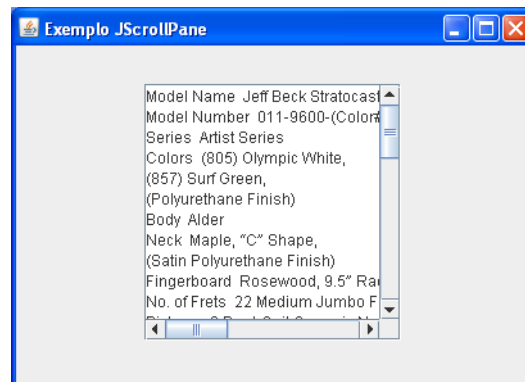 Exemplo JScrollPane
Model Name Jeff Beck Stratocast
Model Number 011-9600-(Color#
Series Artist Series
Colors (805) Olympic White,
(857) Surf Green,
(Polyurethane Finish)
Body Alder
Neck Maple, “C” Shape,
(Satin Polyurethane Finish)
Fingerboard Rosewood, 9.5” Ra
No. of Frets 22 Medium Jumbo F